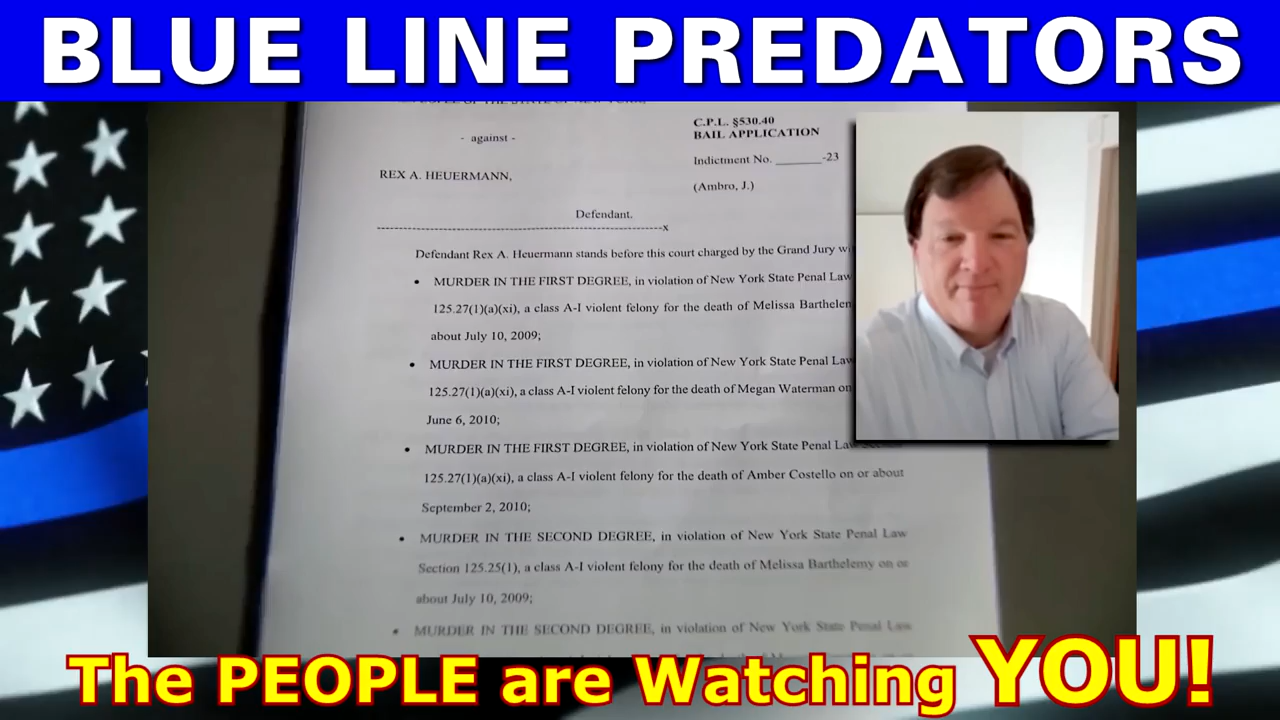 BLUE LINE PREDATORS
PEOPLE OF THE STATE OF NEW YORK,
C.P.L. §530.40
BAIL APPLICATION
- against -
Indictment No. _______-23
REX A. HEUERMANN,
(Ambro, J.)
Defendant.
-----------------------------------------------------------------x
Defendant Rex A. Heuermann stands before this court charged by the Grand Jury
• MURDER IN THE FIRST DEGREE, in violation of New York State Penal Law
125.27(1)(a)(xi), a class A-I violent felony for the death of Melissa
about July 10, 2009;
• MURDER IN THE FIRST DEGREE, in violation of New York State Penal Law
125.27(1)(a)(xi), a class A-I violent felony for the death of Megan Waterman on
June 6, 2010;
• MURDER IN THE FIRST DEGREE, in violation of New York State Penal Law
125.27(1)(a)(xi), a class A-I violent felony for the death of Amber Costello on or about
September 2, 2010;
• MURDER IN THE SECOND DEGREE, in violation of New York State Penal Law
Section 125.25(1), a class A-I violent felony for the death of Melissa Barthelemy on or
about July 10, 2009;
• MURDER IN THE SECOND DEGREE, in violation of New York State Penal Law
The PEOPLE are Watching YOU!